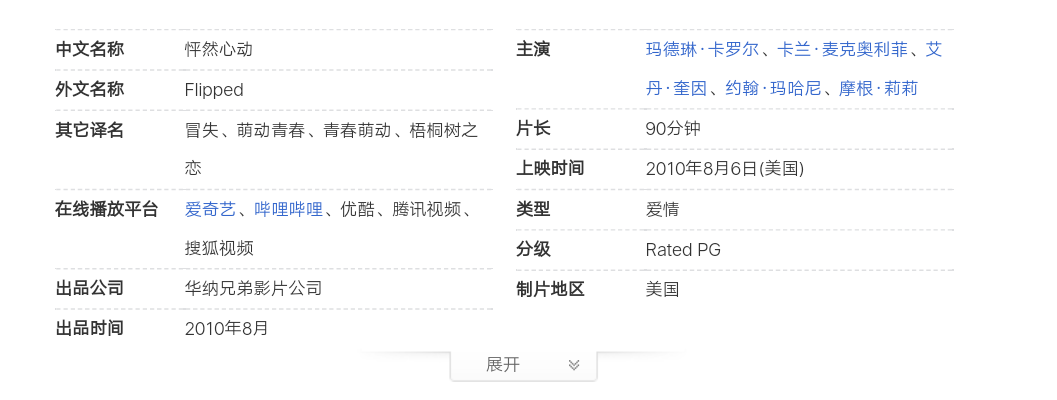 中文名称 怦然心动
外文名称 Flipped
其它译名 冒失、萌动青春、青春萌动、梧桐树之
恋
在线播放平台 爱奇艺、哔哩哔哩、优酷、腾讯视频、
搜狐视频
出品公司 华纳兄弟影片公司
出品时间 2010年8月
主演 玛德琳·卡罗尔、卡兰·麦克奥利菲、艾
丹·奎因、约翰·玛哈尼、摩根·莉莉
片长 90分钟
上映时间 2010年8月6日(美国)
类型 爱情
分级 Rated PG
制片地区 美国
展开